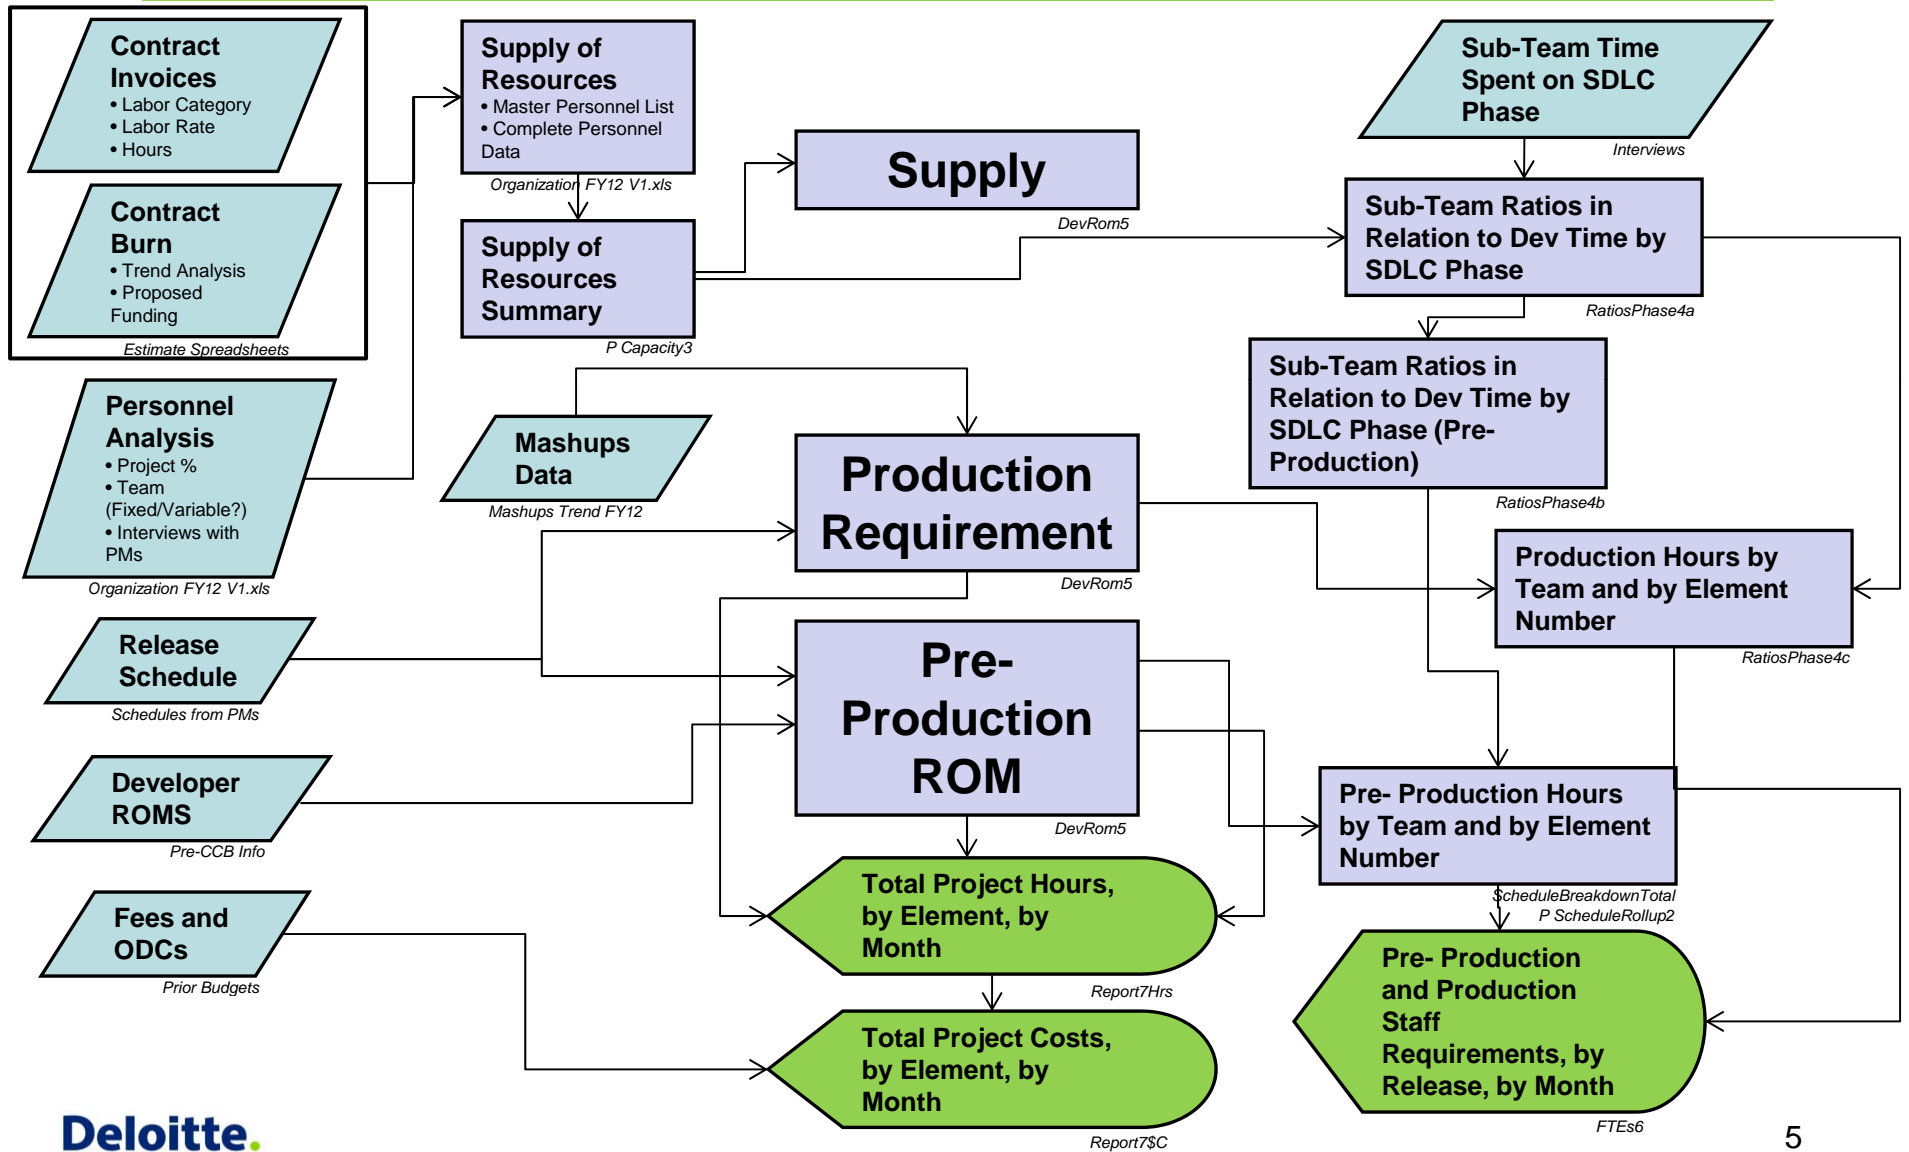 Contract
Invoices
• Labor Category
• Labor Rate
• Hours
Contract
Burn
• Trend Analysis
• Proposed
Funding
Estimate Spreadsheets
Personnel
Analysis
• Project %
• Team
(Fixed/Variable?)
• Interviews with
PMs
Organization FY12 V1.xls
Release
Schedule
Schedules from PMs
Developer
ROMS
Pre-CCB Info
Fees and
ODCs
Prior Budgets
Supply of
Resources
• Master Personnel List
• Complete Personnel
Data
Organization FY12 V1.xls
Supply of
Resources
Summary
P Capacity3
Mashups
Data
Mashups Trend FY12
Supply
DevRom5
Production
Requirement
DevRom5
Pre-
Production
ROM
DevRom5
Total Project Hours,
by Element, by
Month
Report7Hrs
Total Project Costs,
by Element, by
Month
Report7$C
Sub-Team Time
Spent on SDLC
Phase
Interviews
Sub-Team Ratios in
Relation to Dev Time by
SDLC Phase
RatiosPhase4a
Sub-Team Ratios in
Relation to Dev Time by
SDLC Phase (Pre-
Production)
RatiosPhase4b
Production Hours by
Team and by Element
Number
RatiosPhase4c
Pre- Production Hours
by Team and by Element
Number
ScheduleBreakdownTotal
P ScheduleRollup2
Pre- Production
and Production
Staff
Requirements, by
Release, by Month
FTEs6
Deloitte.
5